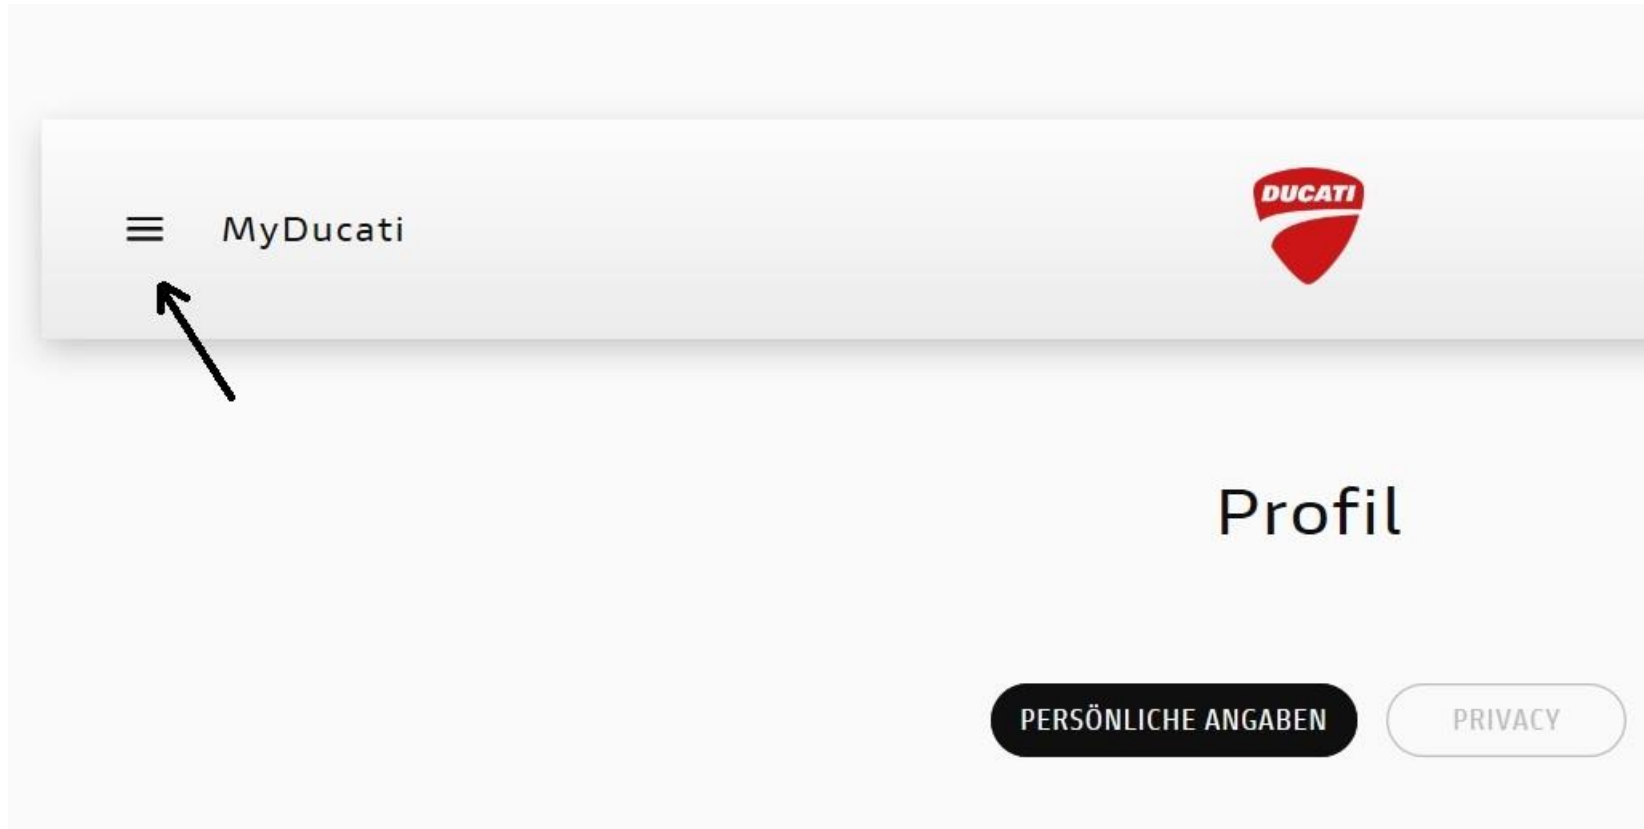 MyDucati
DUCATI
Profil
PERSÖNLICHE ANGABEN
PRIVACY